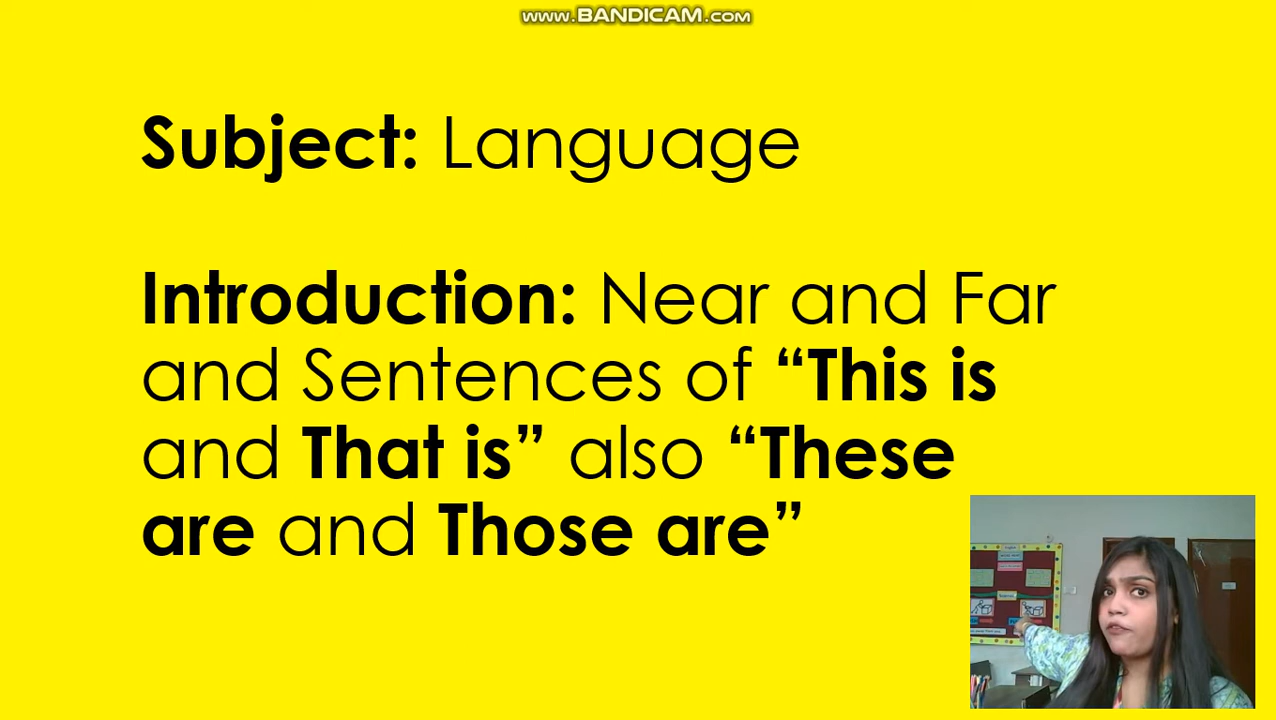 www.BANDICAM.com
Subject: Language
Introduction: Near and Far
and Sentences of “This is
and That is” also “These
are and Those are”